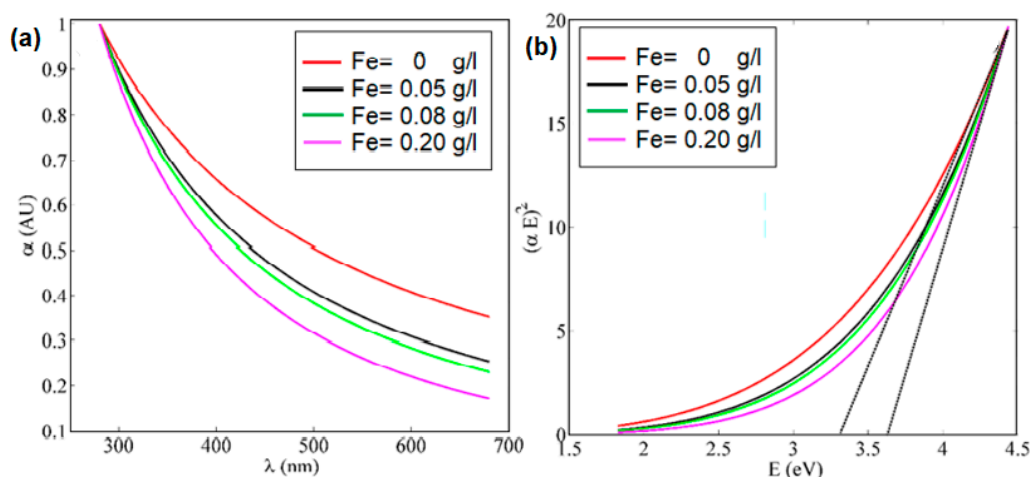 (a)
α (AU)
1
0.9
0.8
0.7
0.6
0.5
0.4
0.3
0.2
0.1
300
400
500
600
700
λ (nm)
Fe=   0   g/l
Fe= 0.05 g/l
Fe= 0.08 g/l
Fe= 0.20 g/l
(b)
(α E)²
20
15
10
5
0
1.5
2
2.5
3
3.5
4
4.5
E (eV)
Fe=   0   g/l
Fe= 0.05 g/l
Fe= 0.08 g/l
Fe= 0.20 g/l